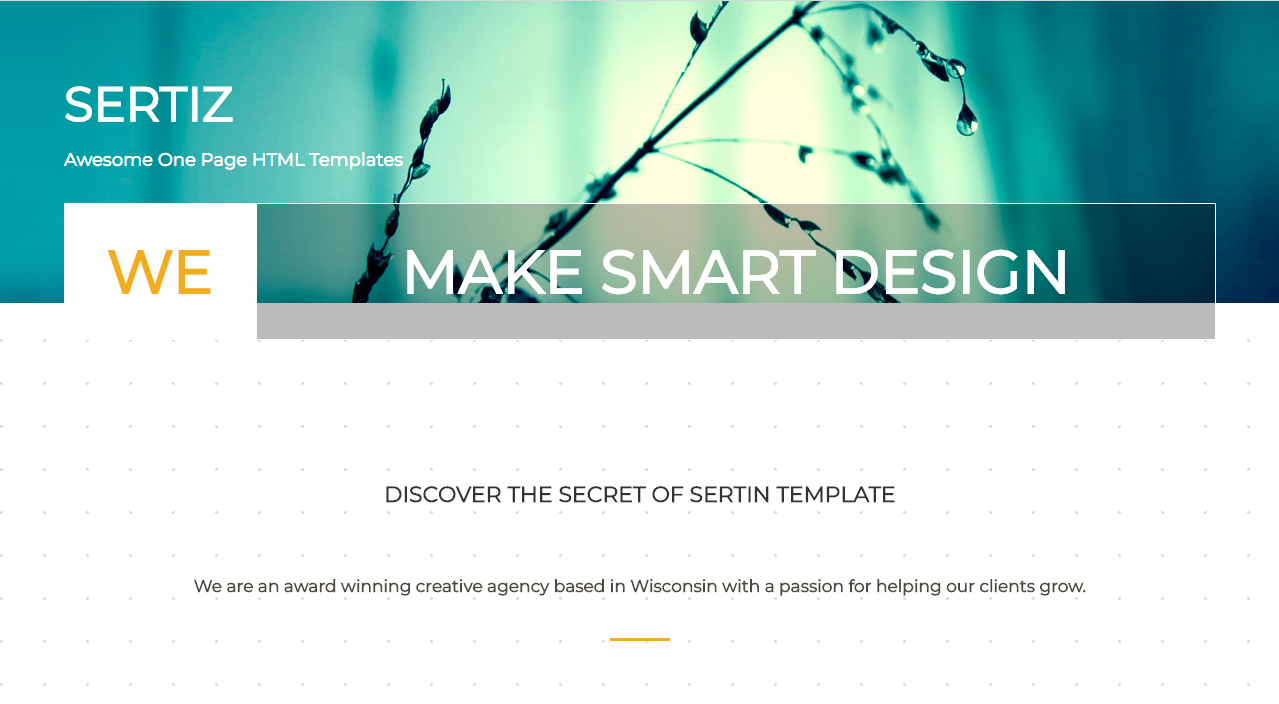 SERTIZ
Awesome One Page HTML Templates
WE MAKE SMART DESIGN
DISCOVER THE SECRET OF SERTIN TEMPLATE
We are an award winning creative agency based in Wisconsin with a passion for helping our clients grow.